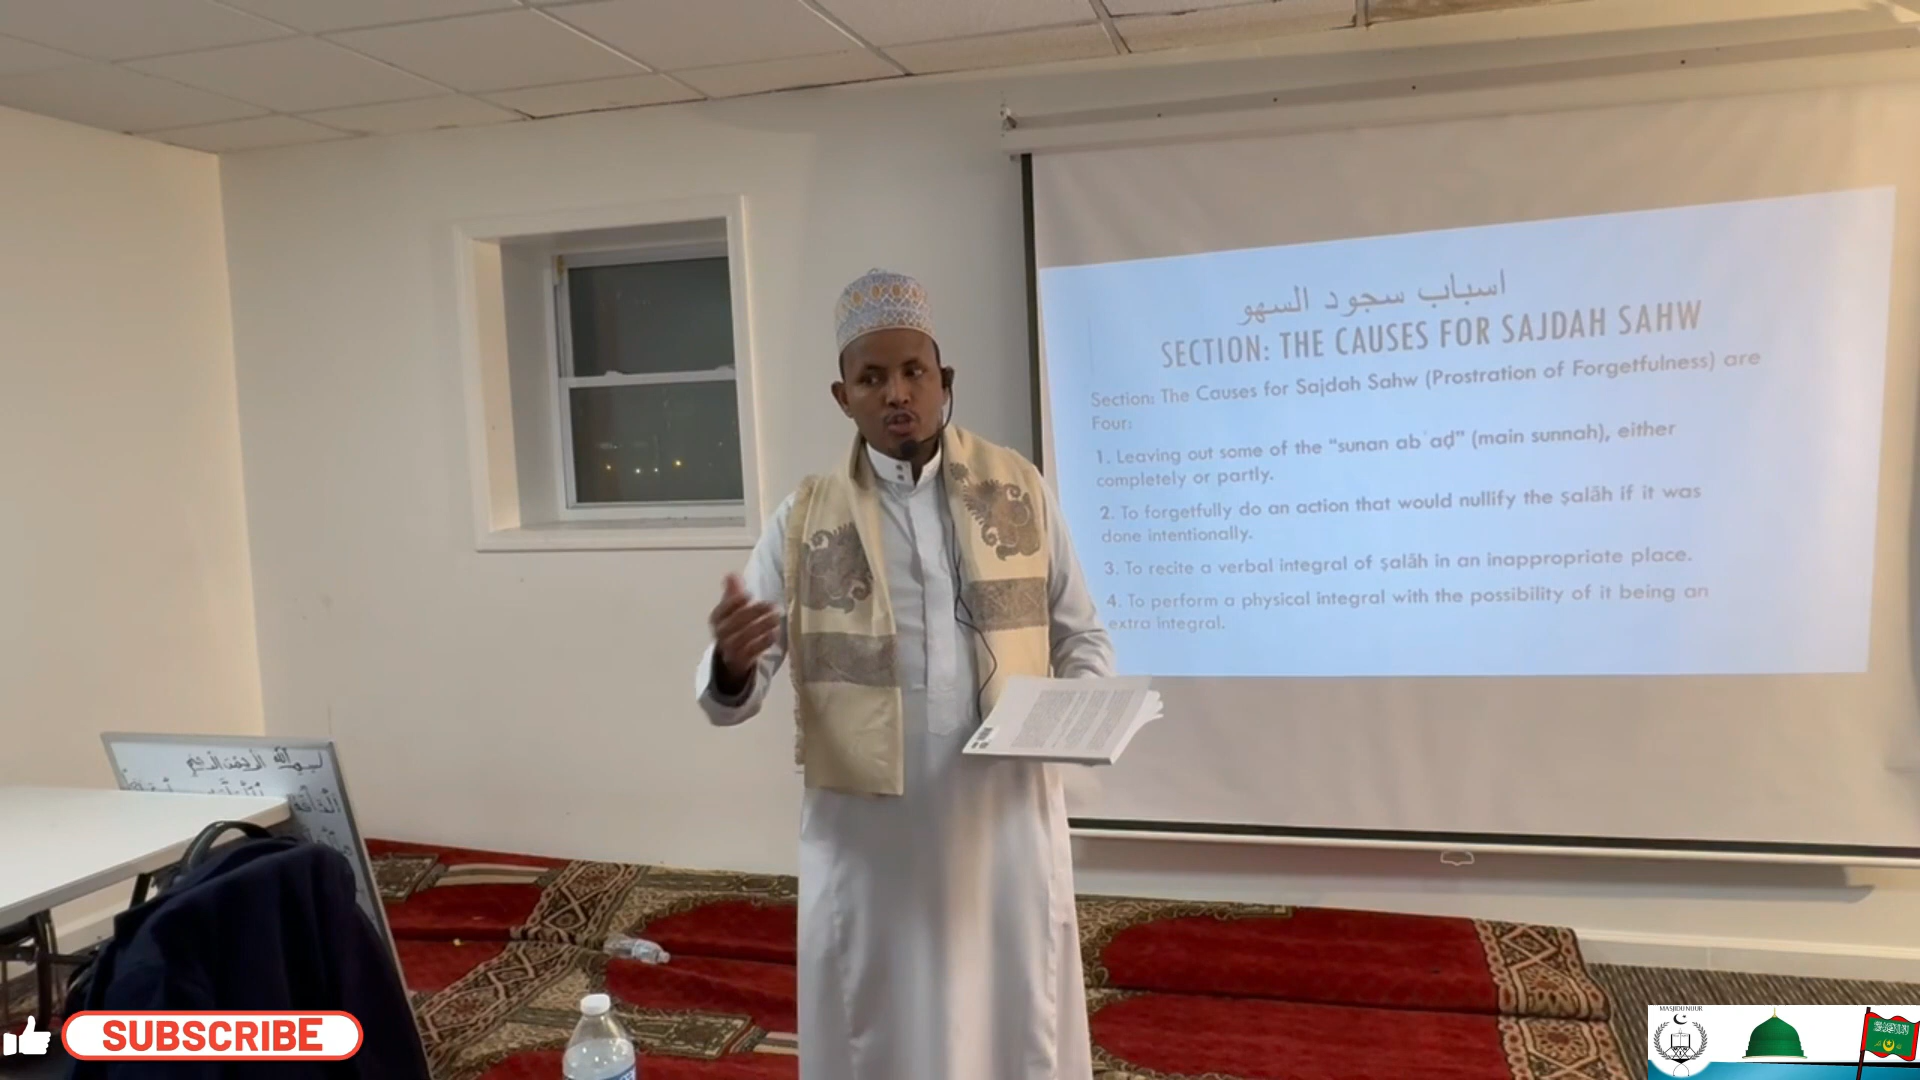 اسباب سجود السهو
SECTION: THE CAUSES FOR SAJDAH SAHW
Section: The Causes for Sajdah Sahw (Prostration of Forgetfulness) are
Four:
1. Leaving out some of the “sunan abʿaḍ” (main sunnah), either
completely or partly.
2. To forgetfully do an action that would nullify the ṣalāh if it was
done intentionally.
3. To recite a verbal integral of ṣalāh in an inappropriate place.
4. To perform a physical integral with the possibility of it being an
extra integral.
بسم الله الرحمن الرحيم
SUBSCRIBE
MASJIDU NUUR